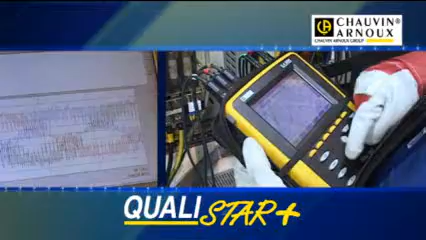 CHAUVIN®
ARNOUX
CHAUVIN ARNOUX GROUP
QUALISTAR+